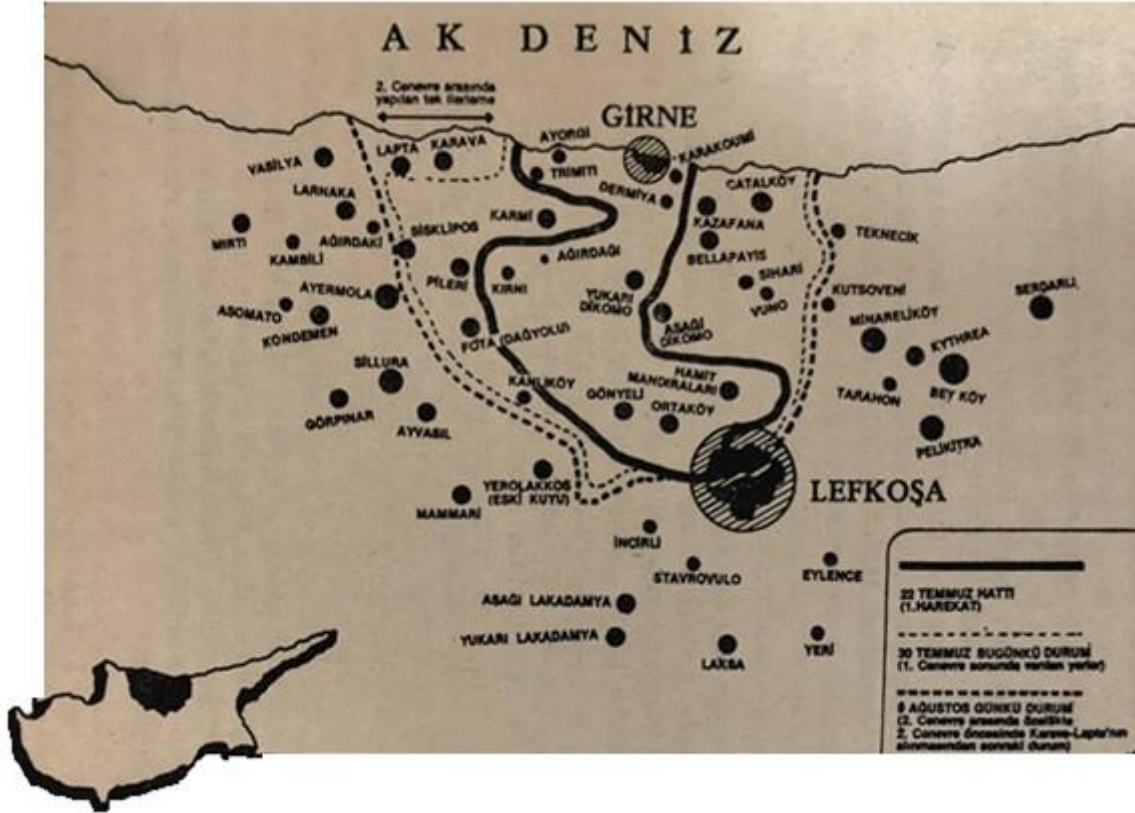 AK DENİZ
2. Cenevre arasında
yapılan tek ilerleme
GİRNE
AYORGI
KARAKOUMİ
LAPTA
KARAVA
VASİLYA
TRIMITI
DERMİYA
CATALKÖY
LARNAKA
KARMİ
KAZAFANA
MIRTI
AĞIRDAKİ
SİSKLİPOS
TEKNECİK
KAMBİLİ
AĞIRDAĞI
BELLAPAYIS
PİLERİ
KIRNI
SİHARİ
AYERMOLA
YUKARI
DİKOMO
VUNO
KUTSOVENİ
SERDARLI
ASOMATO
KONDEMEN
FOTA (DAĞYOLU)
AŞAĞI
DİKOMO
MİHARELİKÖY
KYTHREA
SİLLURA
HAMİT
MANDIRALARI
KANLIKÖY
GÖNYELİ
ORTAKÖY
TARAHON
BEY KÖY
GÖRPINAR
AYVASIL
PELİKİTRA
YEROLAKKOS
(ESKİ KUYU)
LEFKOŞA
MAMMARİ
İNCİRLİ
STAVROVULO
EYLENCE
ASAĞI LAKADAMYA
YUKARI LAKADAMYA
LAKSA
YERİ
22 TEMMUZ HATTI
(1.HAREKAT)
30 TEMMUZ BUGÜNKÜ DURUM
(1. Cenevre sonunda verilen yerler)
AĞUSTOS GÜNKÜ DURUM
(2. Cenevre arasında özellikle
2. Cenevre öncesinde Karava-Lapta'nın
alınmasından sonraki durum)